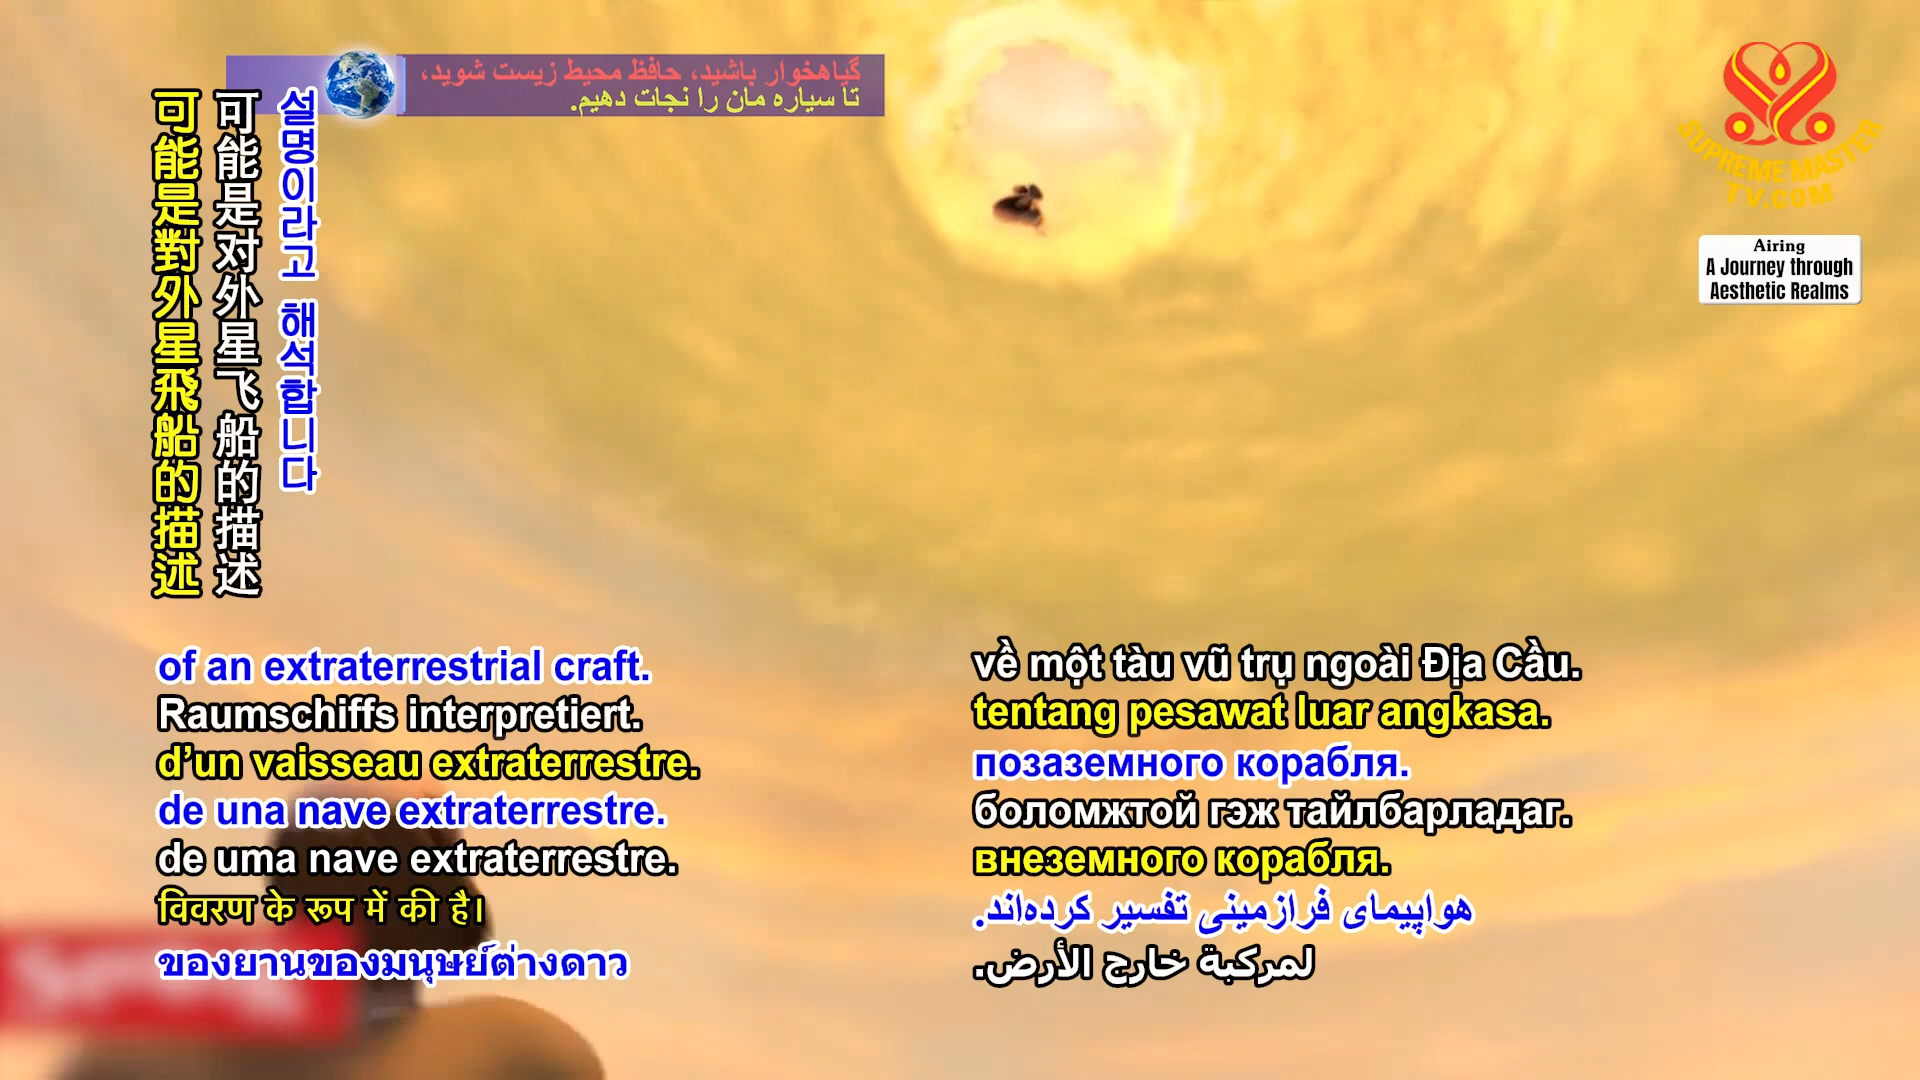 گیاهخوار باشید، حافظ محیط زیست شوید،
تا سیاره مان را نجات دهیم.
SUPREME MASTER
TV.COM
Airing
A Journey through
Aesthetic Realms
설명이라고 해석합니다
可能是对外星飞船的描述
可能是對外星飛船的描述
of an extraterrestrial craft.
Raumschiffs interpretiert.
d’un vaisseau extraterrestre.
de una nave extraterrestre.
de uma nave extraterrestre.
विवरण के रूप में की है।
ของยานของมนุษย์ต่างดาว
về một tàu vũ trụ ngoài Địa Cầu.
tentang pesawat luar angkasa.
позаземного корабля.
боломжтой гэж тайлбарладаг.
внеземного корабля.
هواپیمای فرازمینی تفسیر کرده‌اند.
لمركبة خارج الأرض.